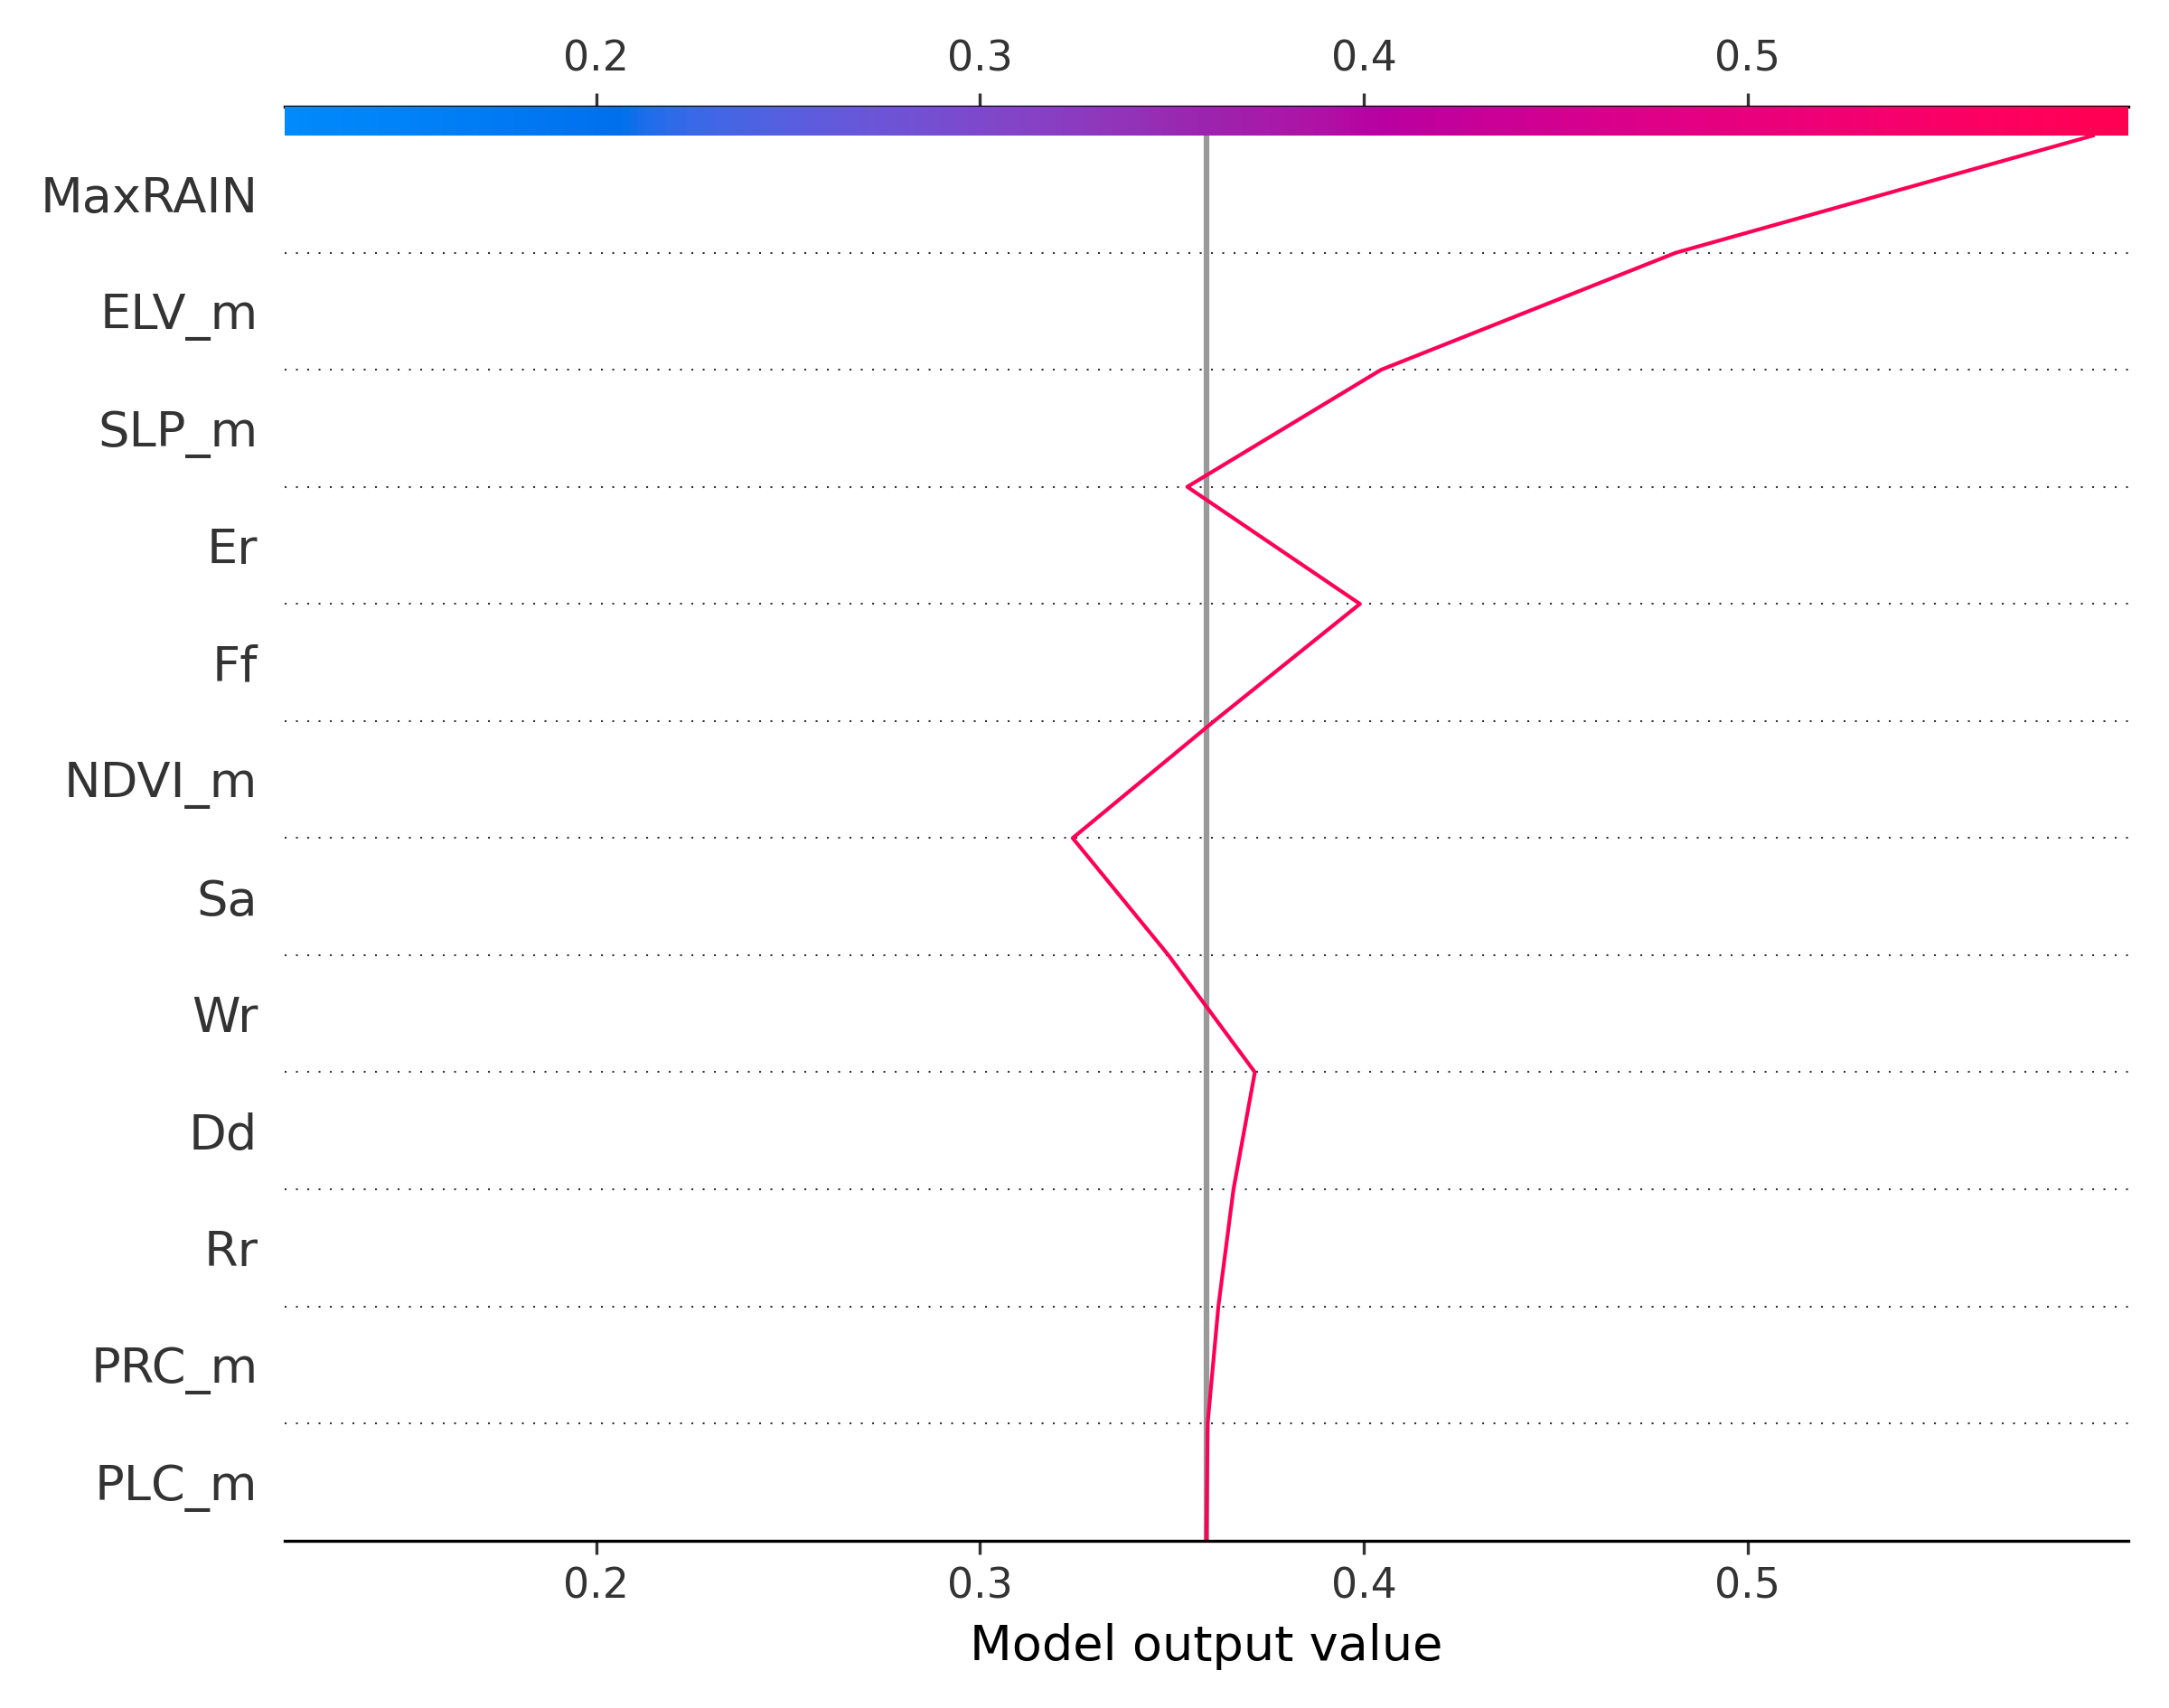 0.2 0.3 0.4 0.5
MaxRAIN
ELV_m
SLP_m
Er
Ff
NDVI_m
Sa
Wr
Dd
Rr
PRC_m
PLC_m
0.2 0.3 0.4 0.5
Model output value